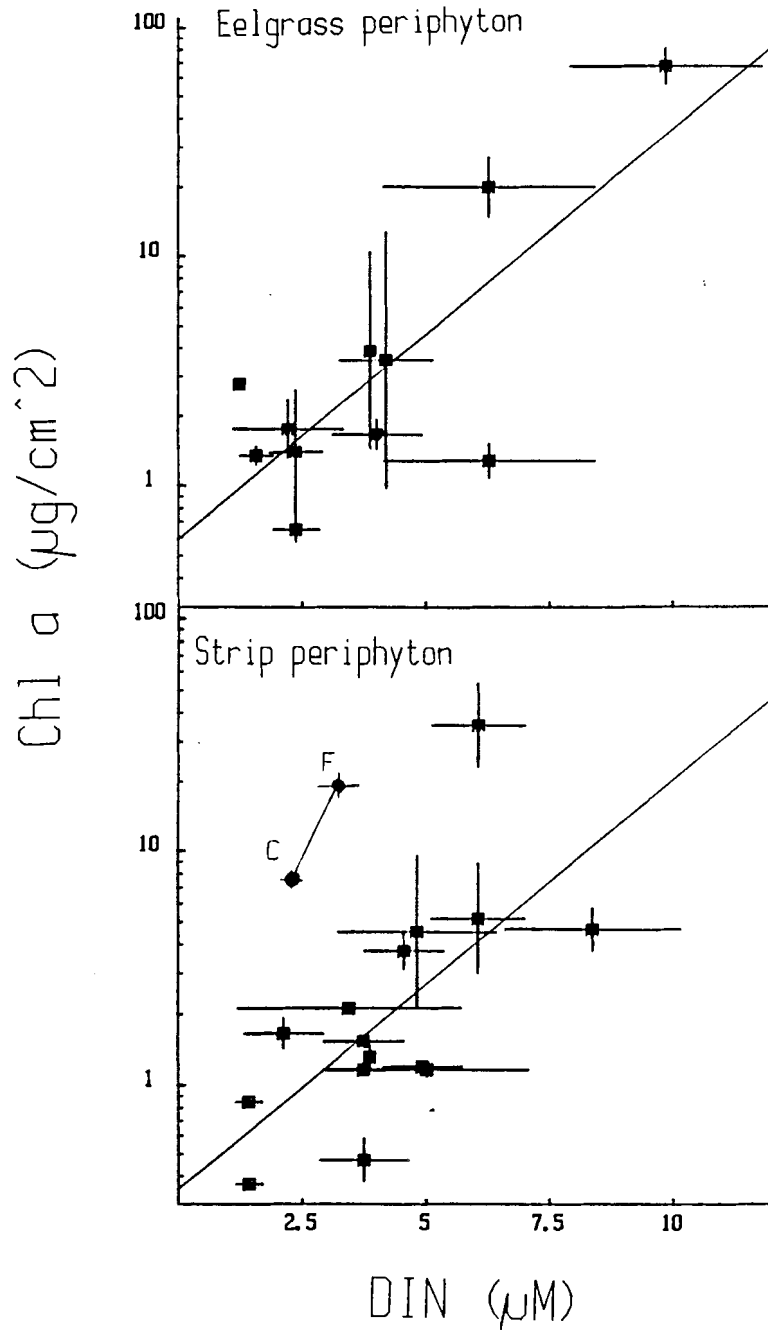 Eelgrass periphyton
100
10
1
Chl a (µg/cm^2)
Strip periphyton
100
F
C
10
1
2.5 5 7.5 10
DIN (µM)